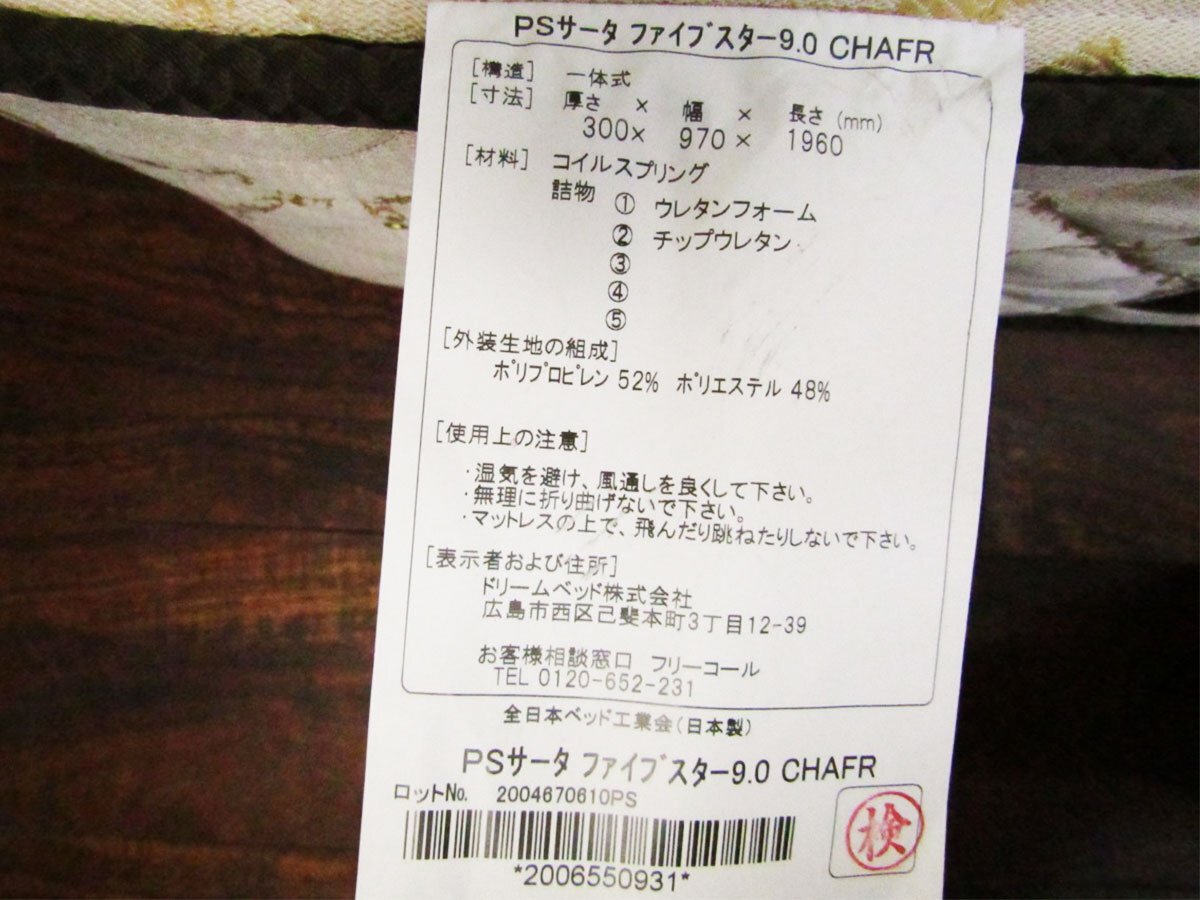 PSサータ ファイブスター9.0 CHAFR
[構造] 一体式
[寸法] 厚さ × 幅 × 長さ (mm)
300× 970 × 1960
[材料] コイルスプリング
詰物 ① ウレタンフォーム
② チップウレタン
③
④
⑤
[外装生地の組成]
ポリプロピレン 52% ポリエステル 48%
[使用上の注意]
・湿気を避け、風通しを良くして下さい。
・無理に折り曲げないで下さい。
・マットレスの上で、飛んだり跳ねたりしないで下さい。
[表示者および住所]
ドリームベッド株式会社
広島市西区己斐本町3丁目12-39
お客様相談窓口 フリーコール
TEL 0120-652-231
全日本ベッド工業会(日本製)
PSサータ ファイブスター9.0 CHAFR
ロットNo. 2004670610PS
*2006550931*
検